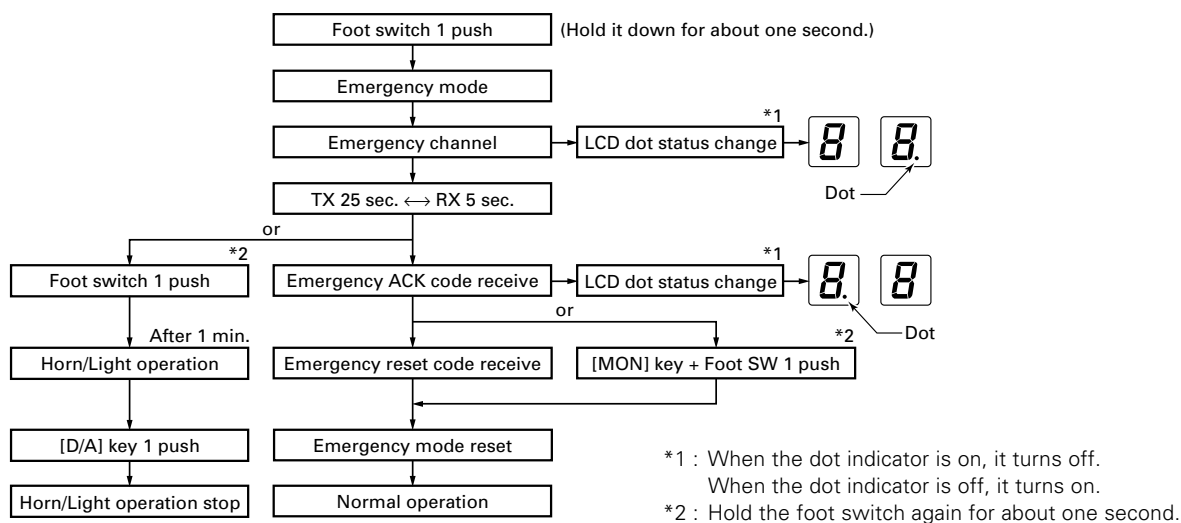 Foot switch 1 push (Hold it down for about one second.)
Emergency mode
*1
Emergency channel LCD dot status change 8 8.
Dot
TX 25 sec. ↔ RX 5 sec.
or
*2 *1
Foot switch 1 push Emergency ACK code receive LCD dot status change 8. 8
or
After 1 min. *2 Dot
Horn/Light operation Emergency reset code receive [MON] key + Foot SW 1 push
[D/A] key 1 push Emergency mode reset
Horn/Light operation stop Normal operation
*1 : When the dot indicator is on, it turns off.
When the dot indicator is off, it turns on.
*2 : Hold the foot switch again for about one second.